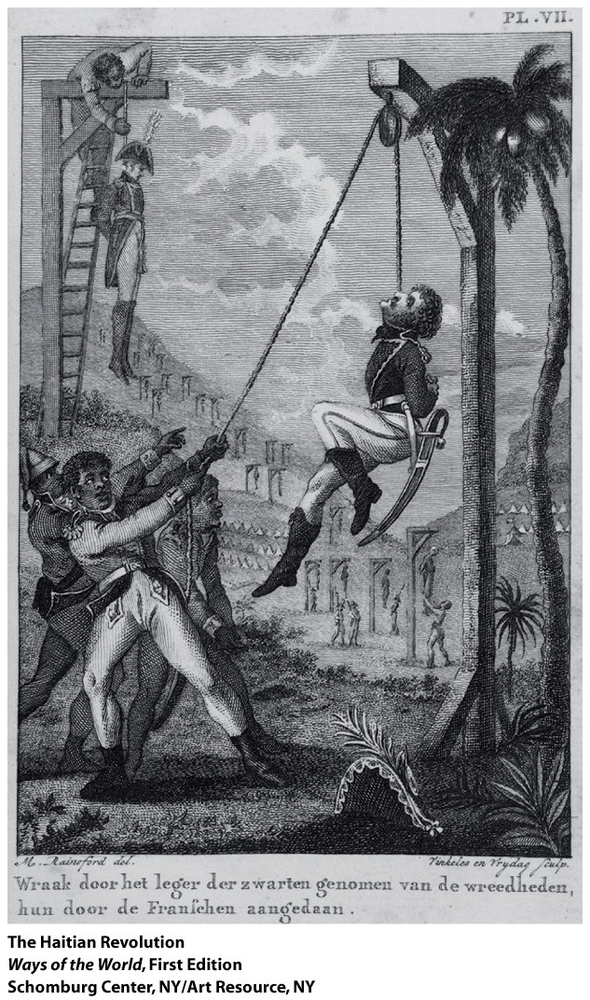 PL.VII.
M. Rainsford del.
Vinkeles en Vrydag sculp.
Wraak door het leger der zwarten genomen van de wreedheden,
hun door de Franschen aangedaan.
The Haitian Revolution
Ways of the World, First Edition
Schomburg Center, NY/Art Resource, NY